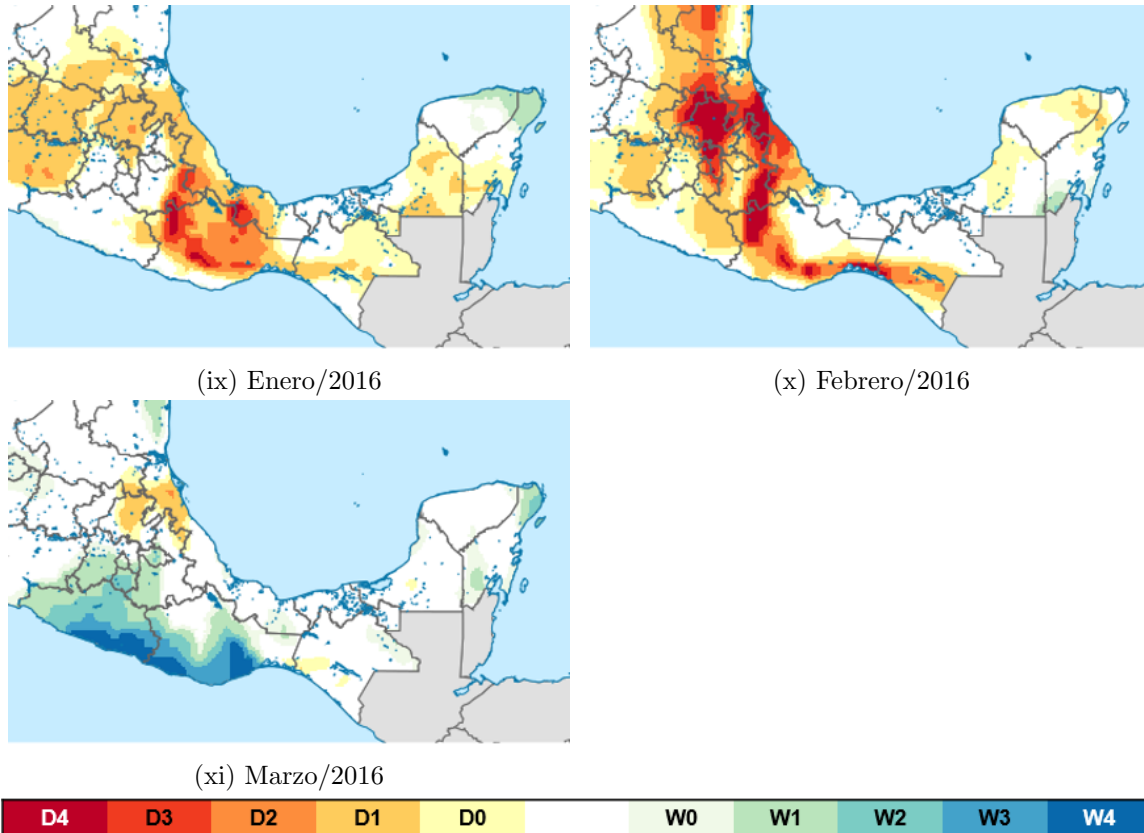 (ix) Enero/2016
(x) Febrero/2016
(xi) Marzo/2016
D4 D3 D2 D1 D0 W0 W1 W2 W3 W4